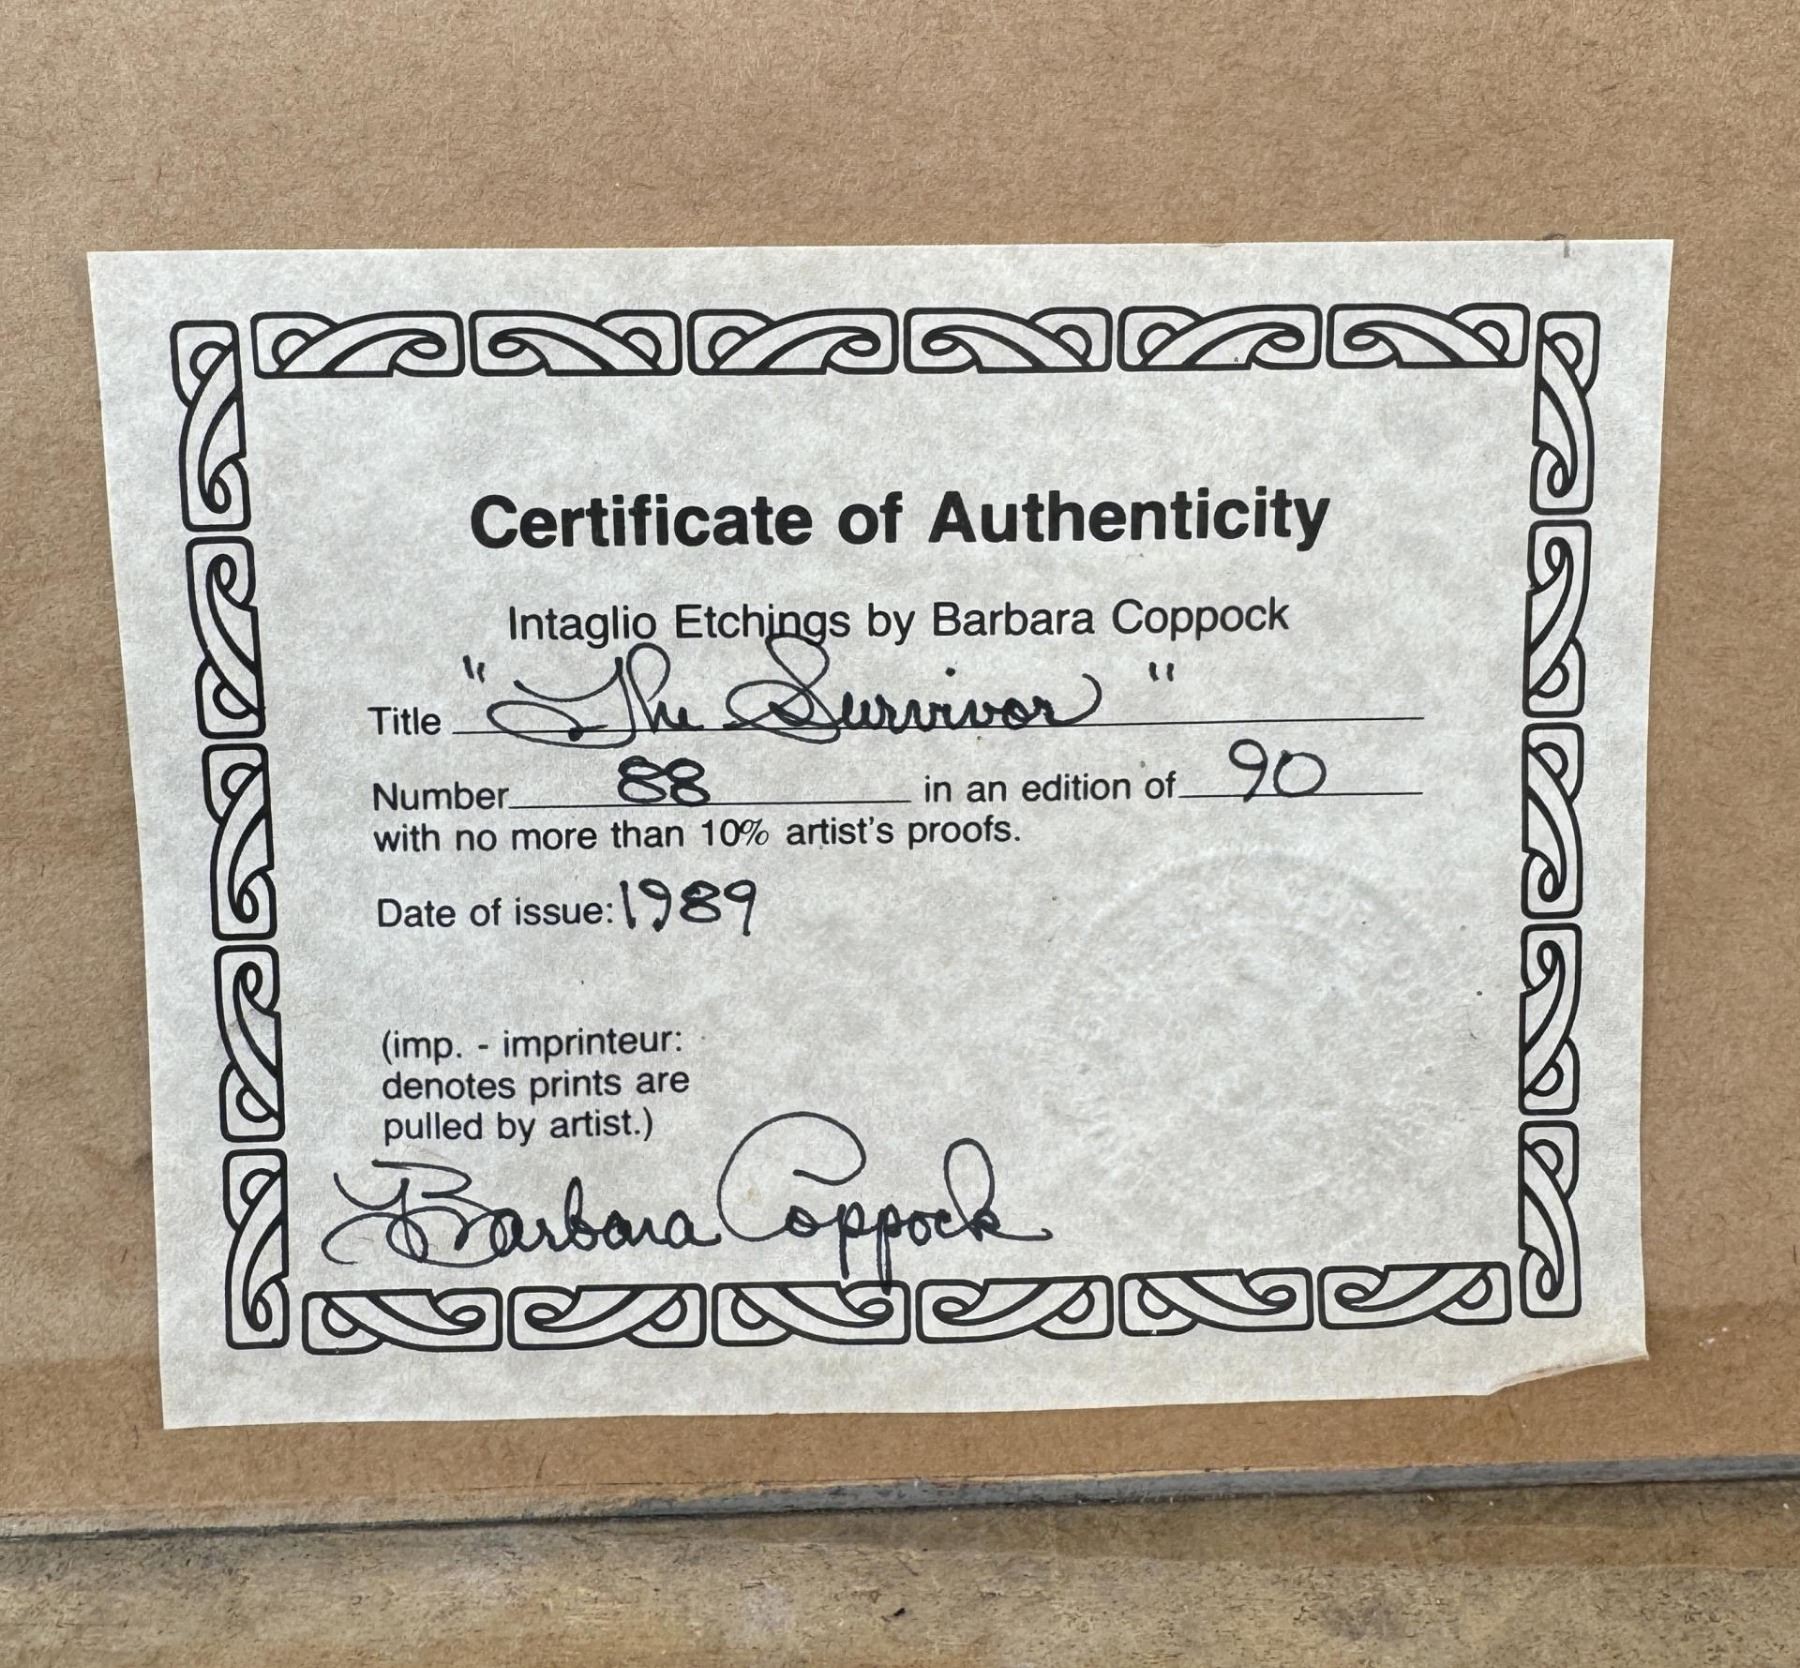 Certificate of Authenticity
Intaglio Etchings by Barbara Coppock
Title "The Survivor"
Number 88 in an edition of 90
with no more than 10% artist's proofs.
Date of issue: 1989
(imp. - imprinteur:
denotes prints are
pulled by artist.)
Barbara Coppock